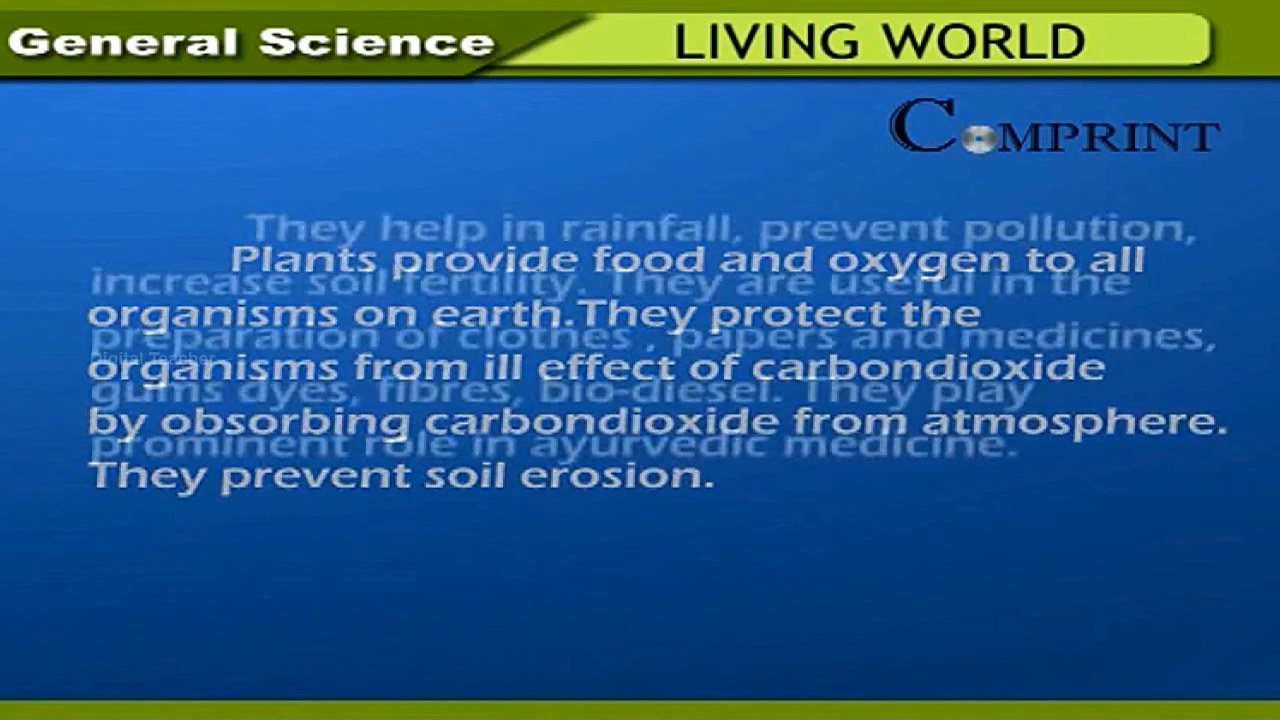 General Science
LIVING WORLD
COMPRINT
They help in rainfall, prevent pollution,
increase soil fertility. They are useful in the
preparation of clothes , papers and medicines,
gums dyes, fibres, bio-diesel. They play
prominent role in ayurvedic medicine.
Plants provide food and oxygen to all
organisms on earth.They protect the
organisms from ill effect of carbondioxide
by obsorbing carbondioxide from atmosphere.
They prevent soil erosion.
Digital Teacher